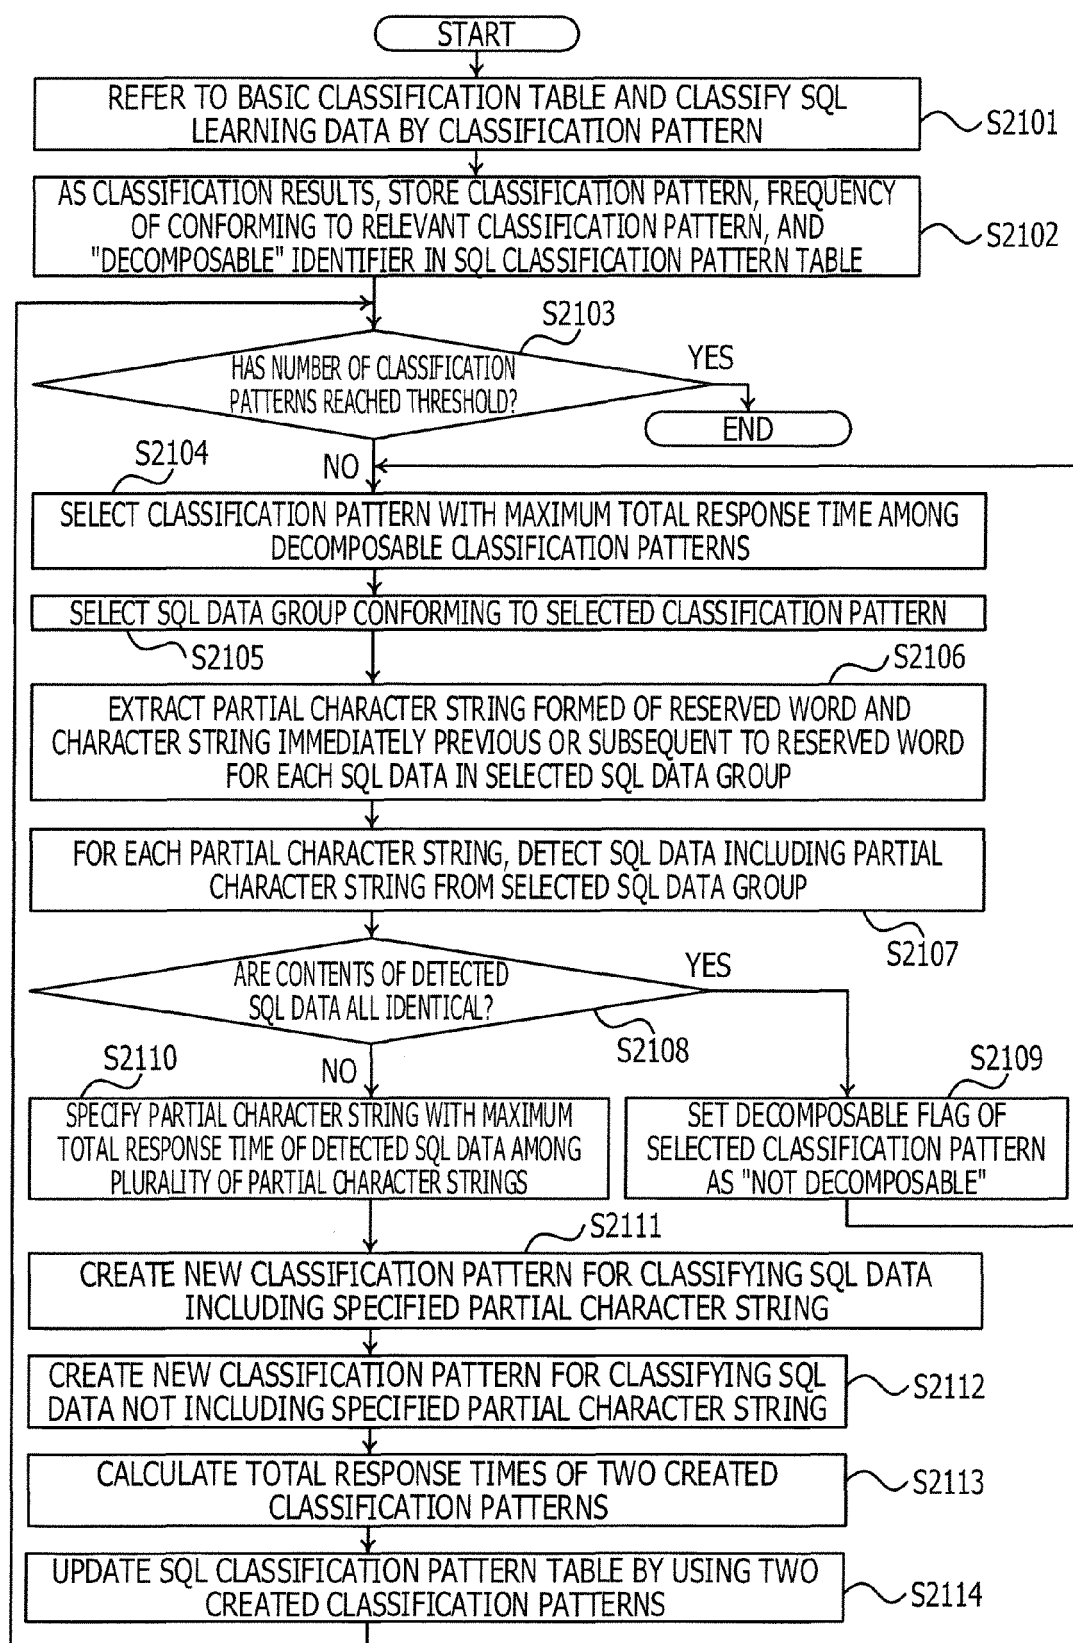 START
REFER TO BASIC CLASSIFICATION TABLE AND CLASSIFY SQL
LEARNING DATA BY CLASSIFICATION PATTERN
S2101
AS CLASSIFICATION RESULTS, STORE CLASSIFICATION PATTERN, FREQUENCY
OF CONFORMING TO RELEVANT CLASSIFICATION PATTERN, AND
"DECOMPOSABLE" IDENTIFIER IN SQL CLASSIFICATION PATTERN TABLE
S2102
S2103
HAS NUMBER OF CLASSIFICATION
PATTERNS REACHED THRESHOLD?
YES
END
NO
S2104
SELECT CLASSIFICATION PATTERN WITH MAXIMUM TOTAL RESPONSE TIME AMONG
DECOMPOSABLE CLASSIFICATION PATTERNS
SELECT SQL DATA GROUP CONFORMING TO SELECTED CLASSIFICATION PATTERN
S2105
S2106
EXTRACT PARTIAL CHARACTER STRING FORMED OF RESERVED WORD AND
CHARACTER STRING IMMEDIATELY PREVIOUS OR SUBSEQUENT TO RESERVED WORD
FOR EACH SQL DATA IN SELECTED SQL DATA GROUP
FOR EACH PARTIAL CHARACTER STRING, DETECT SQL DATA INCLUDING PARTIAL
CHARACTER STRING FROM SELECTED SQL DATA GROUP
S2107
ARE CONTENTS OF DETECTED
SQL DATA ALL IDENTICAL?
YES
S2108
NO
S2110
SPECIFY PARTIAL CHARACTER STRING WITH MAXIMUM
TOTAL RESPONSE TIME OF DETECTED SQL DATA AMONG
PLURALITY OF PARTIAL CHARACTER STRINGS
S2109
SET DECOMPOSABLE FLAG OF
SELECTED CLASSIFICATION PATTERN
AS "NOT DECOMPOSABLE"
S2111
CREATE NEW CLASSIFICATION PATTERN FOR CLASSIFYING SQL DATA
INCLUDING SPECIFIED PARTIAL CHARACTER STRING
CREATE NEW CLASSIFICATION PATTERN FOR CLASSIFYING SQL
DATA NOT INCLUDING SPECIFIED PARTIAL CHARACTER STRING
S2112
CALCULATE TOTAL RESPONSE TIMES OF TWO CREATED
CLASSIFICATION PATTERNS
S2113
UPDATE SQL CLASSIFICATION PATTERN TABLE BY USING TWO
CREATED CLASSIFICATION PATTERNS
S2114